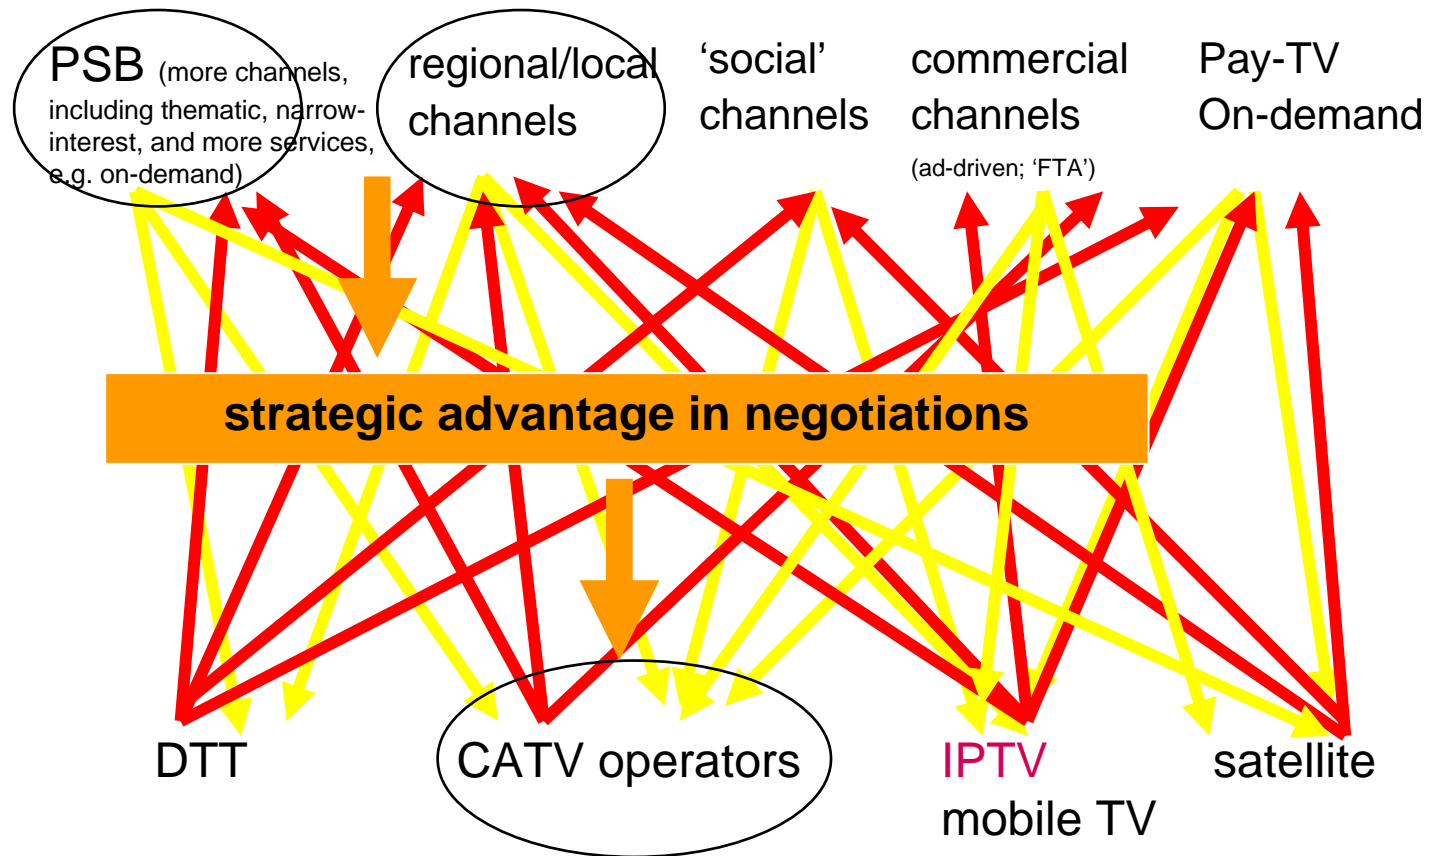 PSB (more channels,
including thematic, narrow-
interest, and more services,
e.g. on-demand)
regional/local
channels
‘social’
channels
commercial
channels
(ad-driven; ‘FTA’)
Pay-TV
On-demand
strategic advantage in negotiations
DTT
CATV operators
IPTV
mobile TV
satellite